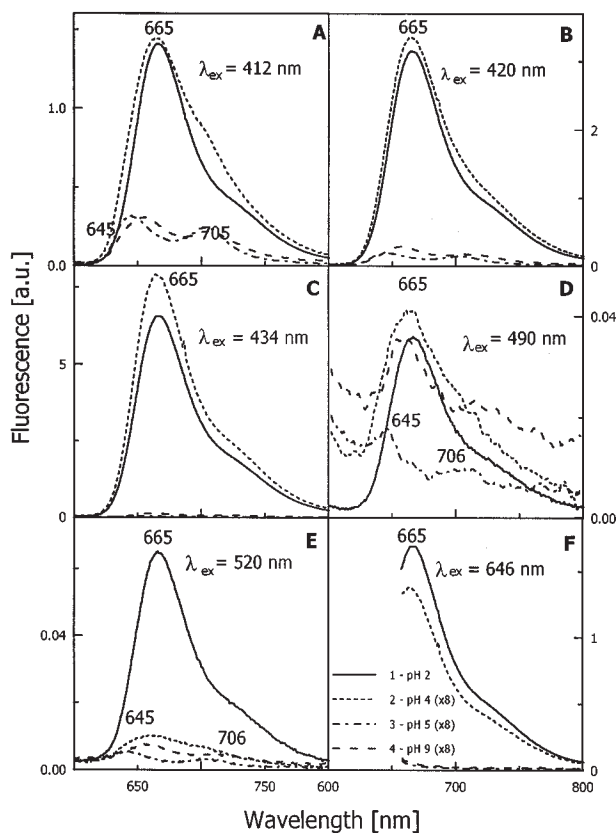 665 A
λex = 412 nm
1.0
645 705
0.0
665 B
λex = 420 nm
2
0
665 C
λex = 434 nm
5
0
665 D
0.04
λex = 490 nm
645
706
0.00
665 E
λex = 520 nm
0.04
645
706
0.00
650 750 600
665 F
λex = 646 nm
1
1 - pH 2
2 - pH 4 (x8)
3 - pH 5 (x8)
4 - pH 9 (x8)
0
700 800
Fluorescence [a.u.]
Wavelength [nm]